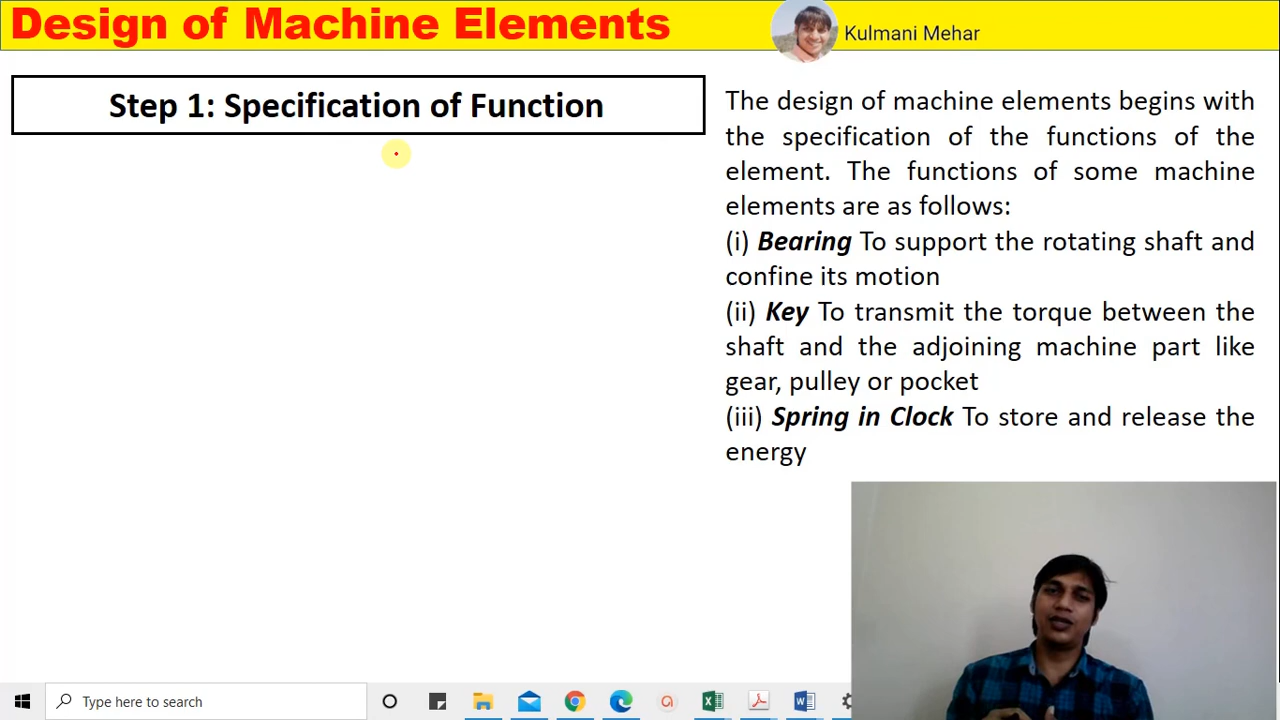 Design of Machine Elements
Kulmani Mehar
Step 1: Specification of Function
The design of machine elements begins with
the specification of the functions of the
element. The functions of some machine
elements are as follows:
(i) Bearing To support the rotating shaft and
confine its motion
(ii) Key To transmit the torque between the
shaft and the adjoining machine part like
gear, pulley or pocket
(iii) Spring in Clock To store and release the
energy
Type here to search